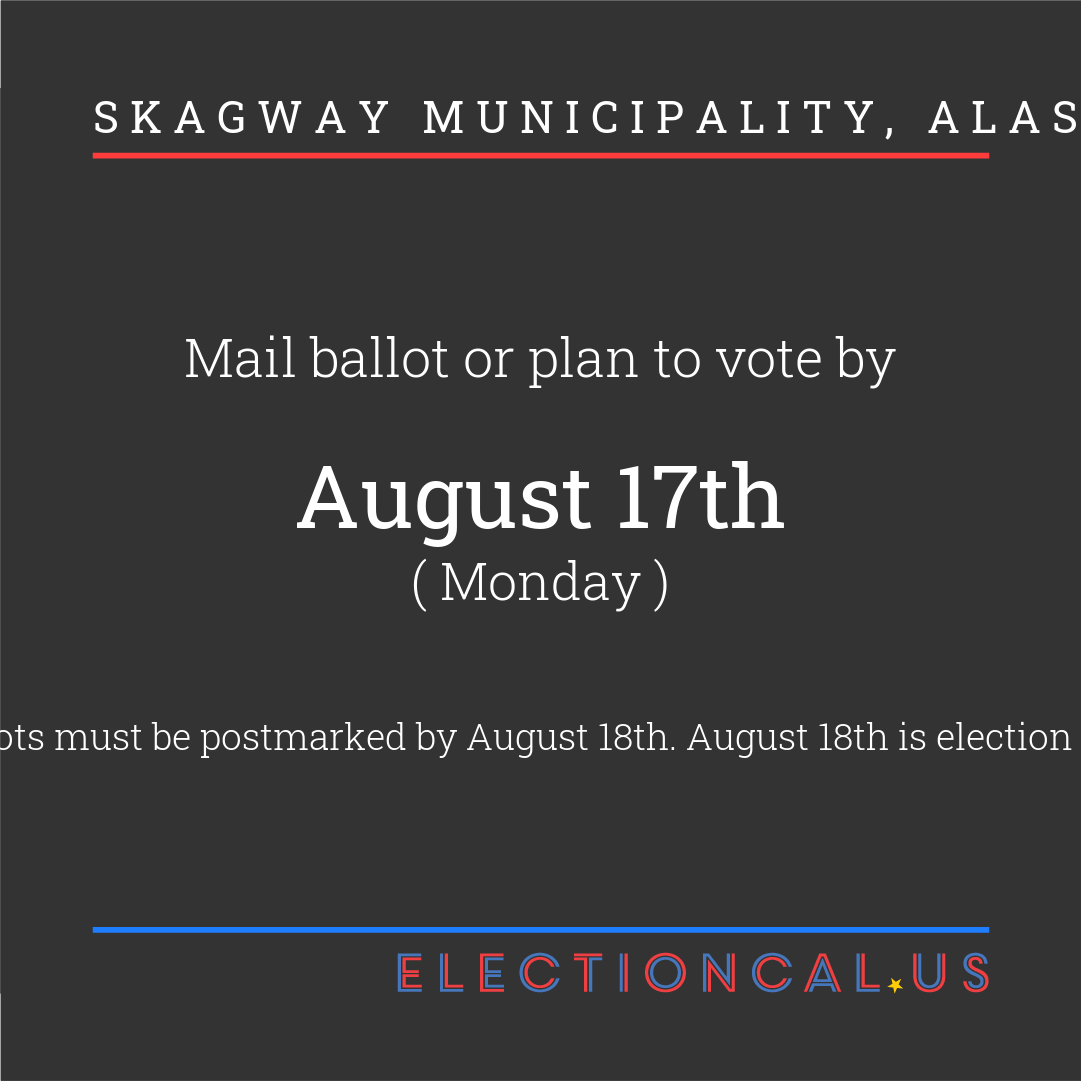 SKAGWAY MUNICIPALITY, ALAS
Mail ballot or plan to vote by
August 17th
( Monday )
ots must be postmarked by August 18th. August 18th is election
ELECTIONCAL.US